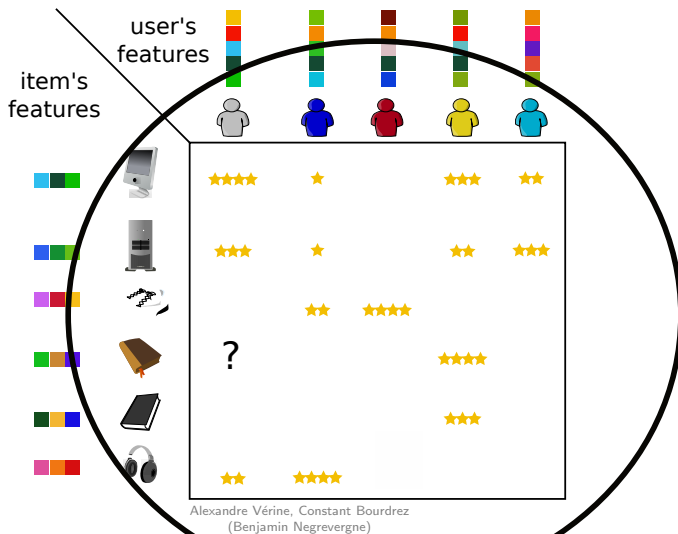 user's
features
item's
features
?
Alexandre Vérine, Constant Bourdrez
(Benjamin Negrevergne)